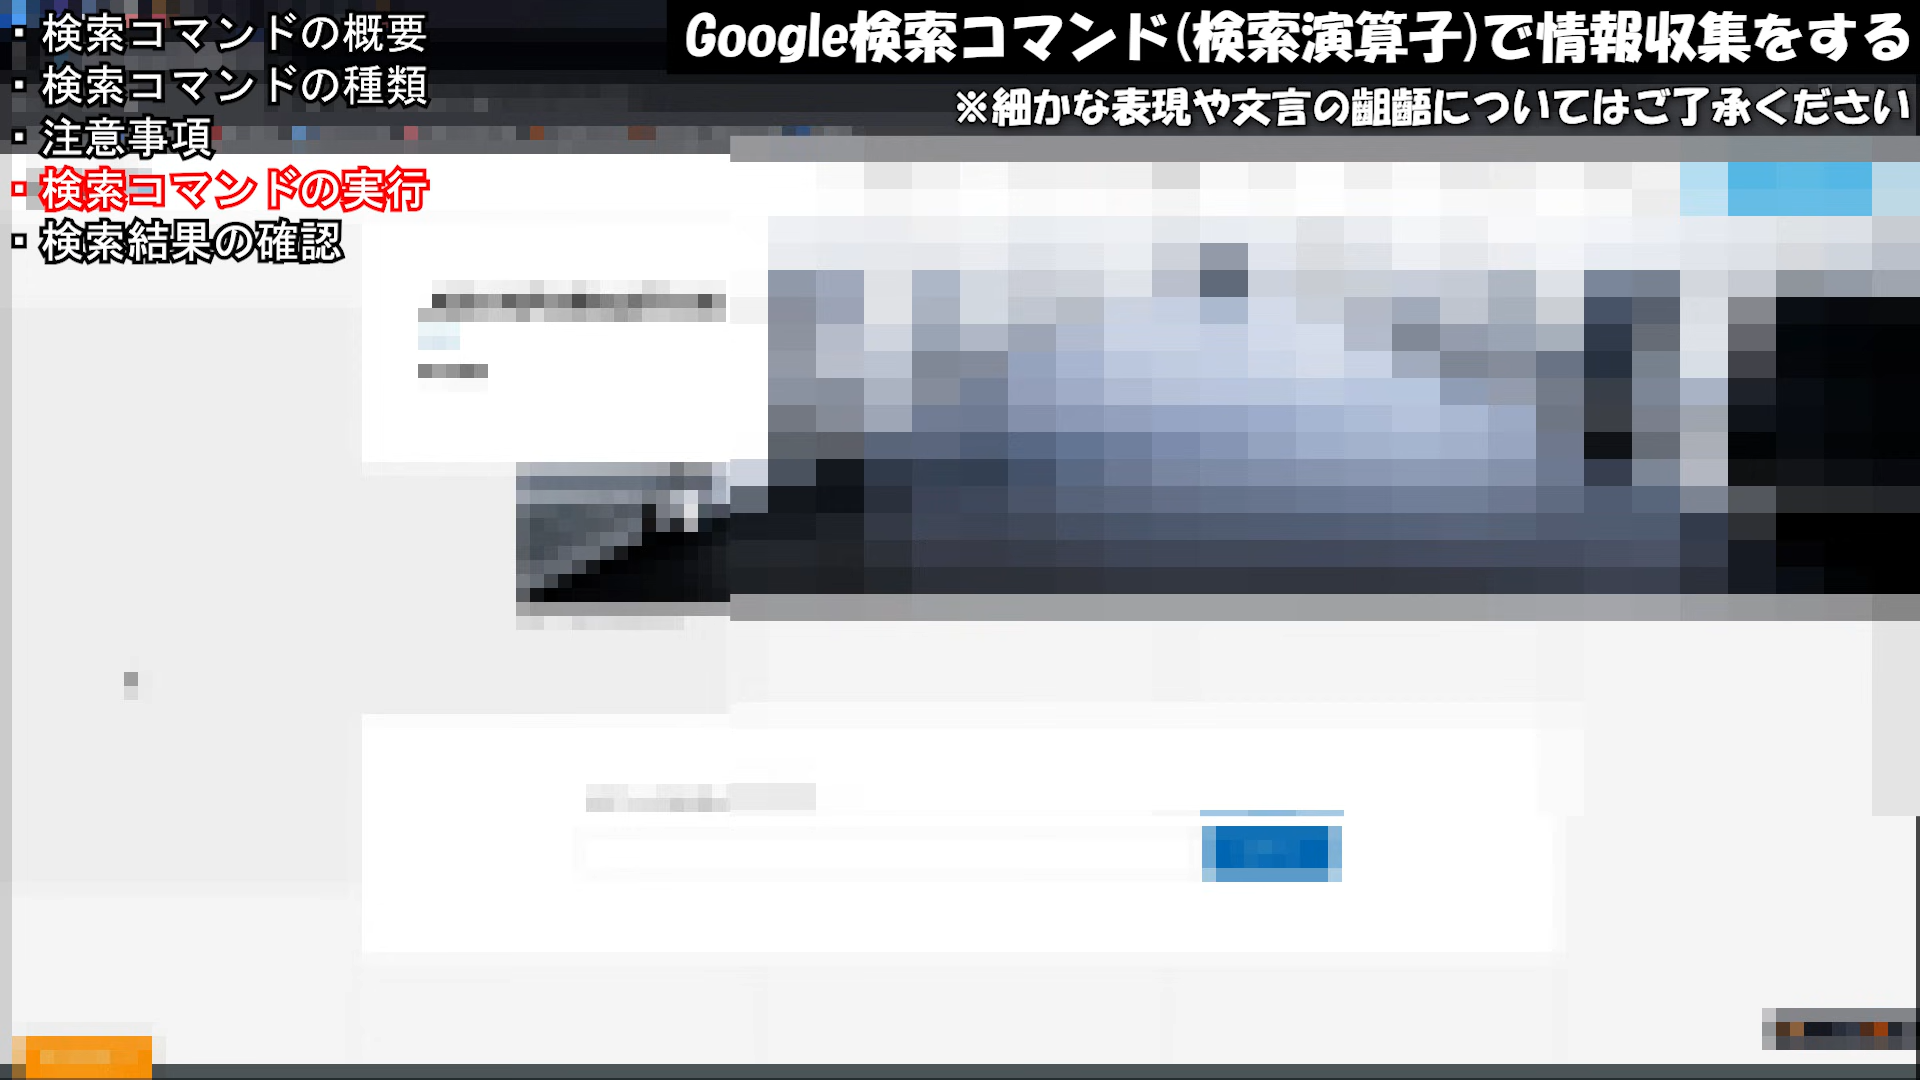 ・検索コマンドの概要
・検索コマンドの種類
・注意事項
・検索コマンドの実行
・検索結果の確認
Google検索コマンド(検索演算子)で情報収集をする
※細かな表現や文言の齟齬についてはご了承ください